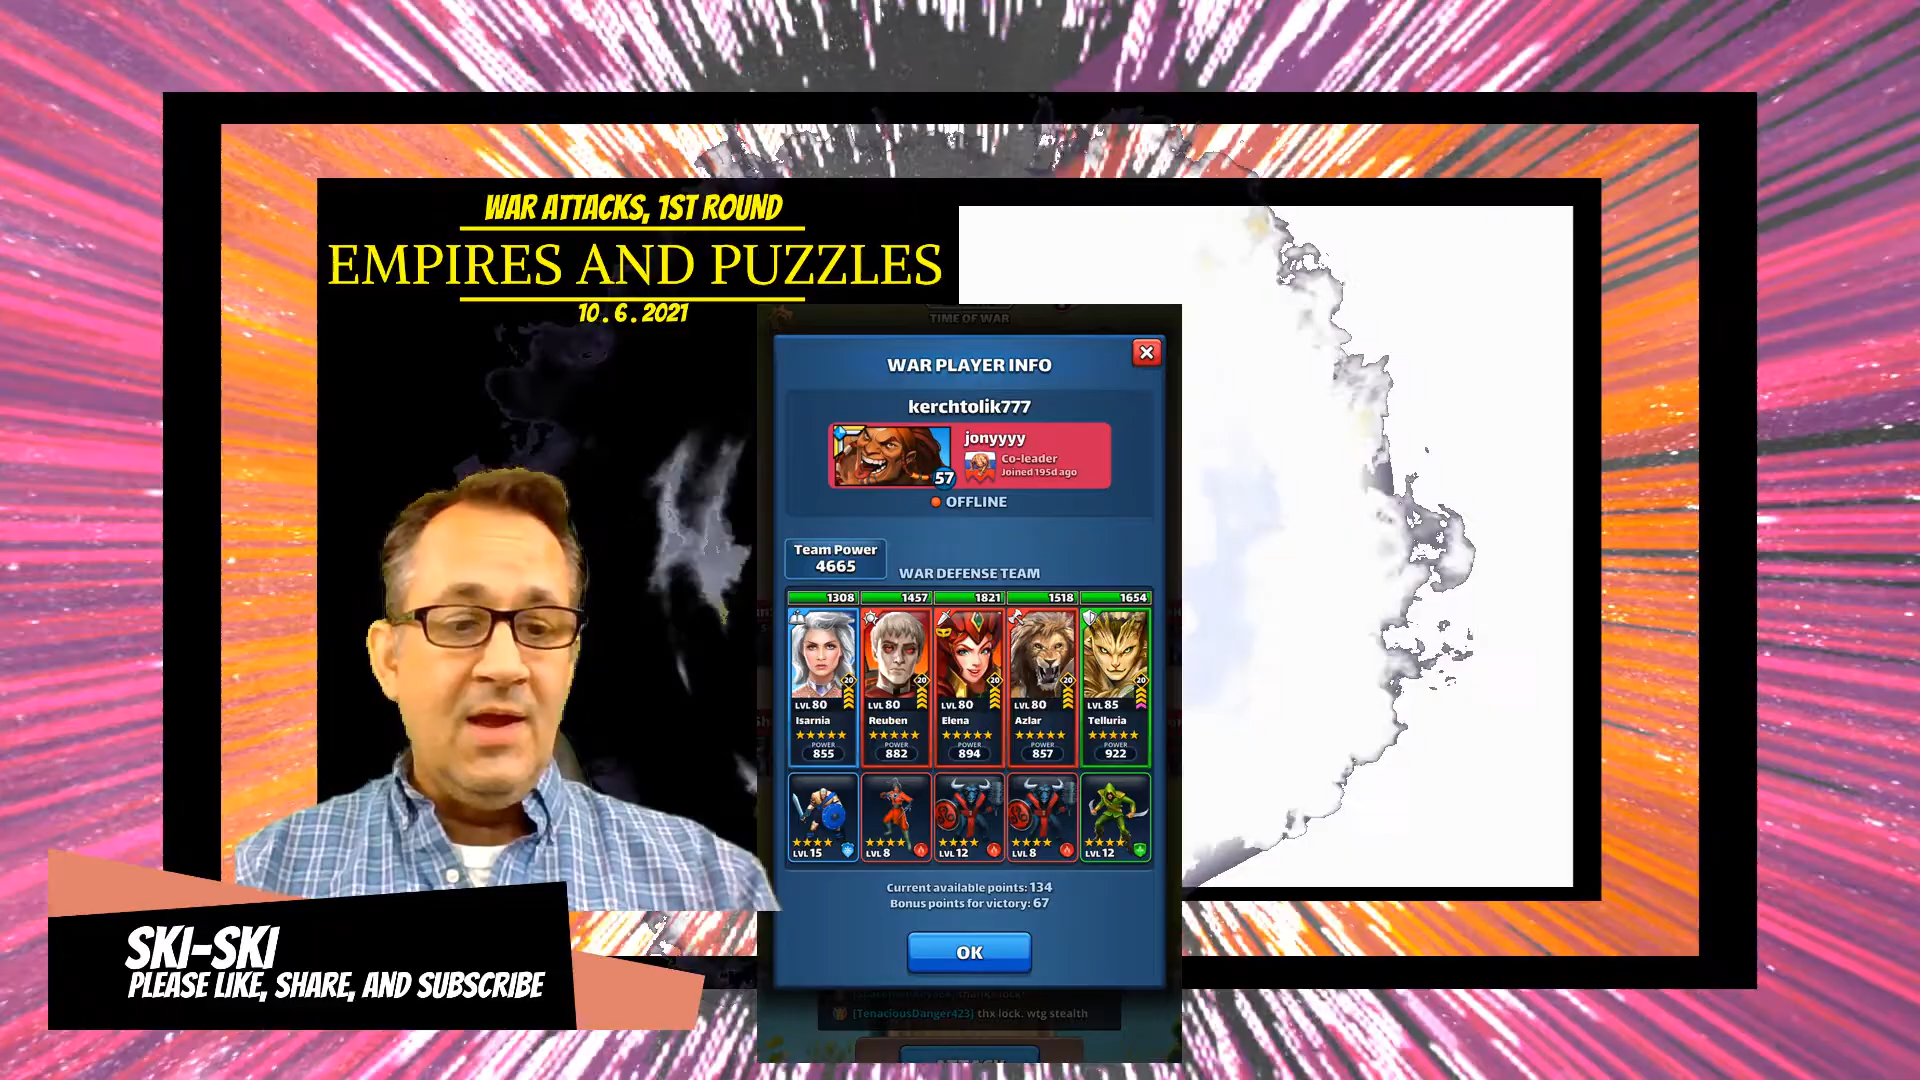 WAR ATTACKS, 1ST ROUND
EMPIRES AND PUZZLES
10.6.2021
TIME OF WAR
WAR PLAYER INFO
kerchtolik777
jonyyyy
Co-leader
57
Joined 195d ago
OFFLINE
Team Power
4665
WAR DEFENSE TEAM
1308 1457 1821 1518 1654
20 20 20 20 20
LVL 80 LVL 80 LVL 80 LVL 80 LVL 85
Isarnia Reuben Elena Azlar Telluria
POWER POWER POWER POWER POWER
855 882 894 857 922
LVL 15 LVL 8 LVL 12 LVL 8 LVL 12
Current available points: 134
Bonus points for victory: 67
OK
[TenaciousDanger423] thx lock. wtg stealth
SKI-SKI
PLEASE LIKE, SHARE, AND SUBSCRIBE